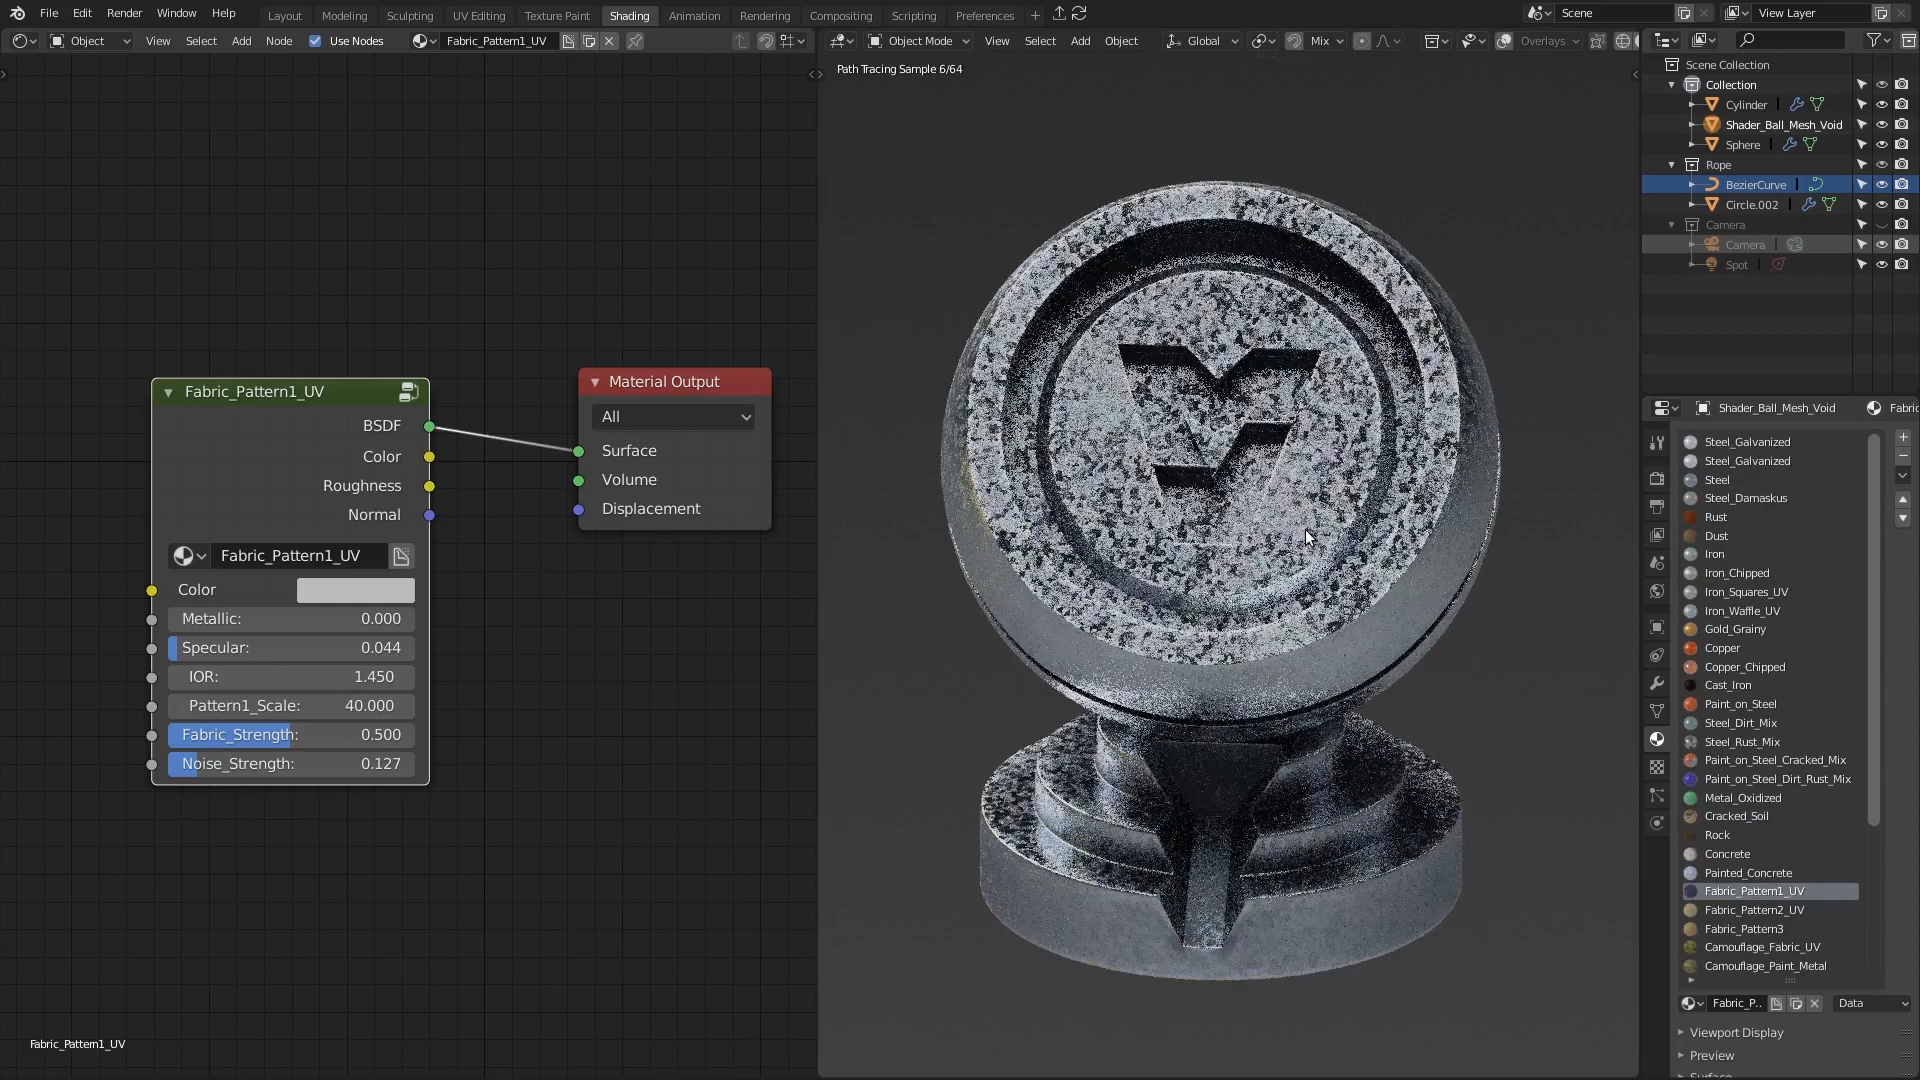 File Edit Render Window Help Layout Modeling Sculpting UV Editing Texture Paint Shading Animation Rendering Compositing Scripting Preferences + Scene View Layer
Object View Select Add Node Use Nodes Fabric_Pattern1_UV
Object Mode View Select Add Object Global Mix Overlays
Path Tracing Sample 6/64
Fabric_Pattern1_UV
BSDF
Color
Roughness
Normal
Fabric_Pattern1_UV
Color
Metallic: 0.000
Specular: 0.044
IOR: 1.450
Pattern1_Scale: 40.000
Fabric_Strength: 0.500
Noise_Strength: 0.127
Material Output
All
Surface
Volume
Displacement
Fabric_Pattern1_UV
Scene Collection
Collection
Cylinder
Shader_Ball_Mesh_Void
Sphere
Rope
BezierCurve
Circle.002
Camera
Camera
Spot
Shader_Ball_Mesh_Void Fabric
Steel_Galvanized
Steel_Galvanized
Steel
Steel_Damaskus
Rust
Dust
Iron
Iron_Chipped
Iron_Squares_UV
Iron_Waffle_UV
Gold_Grainy
Copper
Copper_Chipped
Cast_Iron
Paint_on_Steel
Steel_Dirt_Mix
Steel_Rust_Mix
Paint_on_Steel_Cracked_Mix
Paint_on_Steel_Dirt_Rust_Mix
Metal_Oxidized
Cracked_Soil
Rock
Concrete
Painted_Concrete
Fabric_Pattern1_UV
Fabric_Pattern2_UV
Fabric_Pattern3
Camouflage_Fabric_UV
Camouflage_Paint_Metal
Fabric_P.. Data
Viewport Display
Preview
Surface